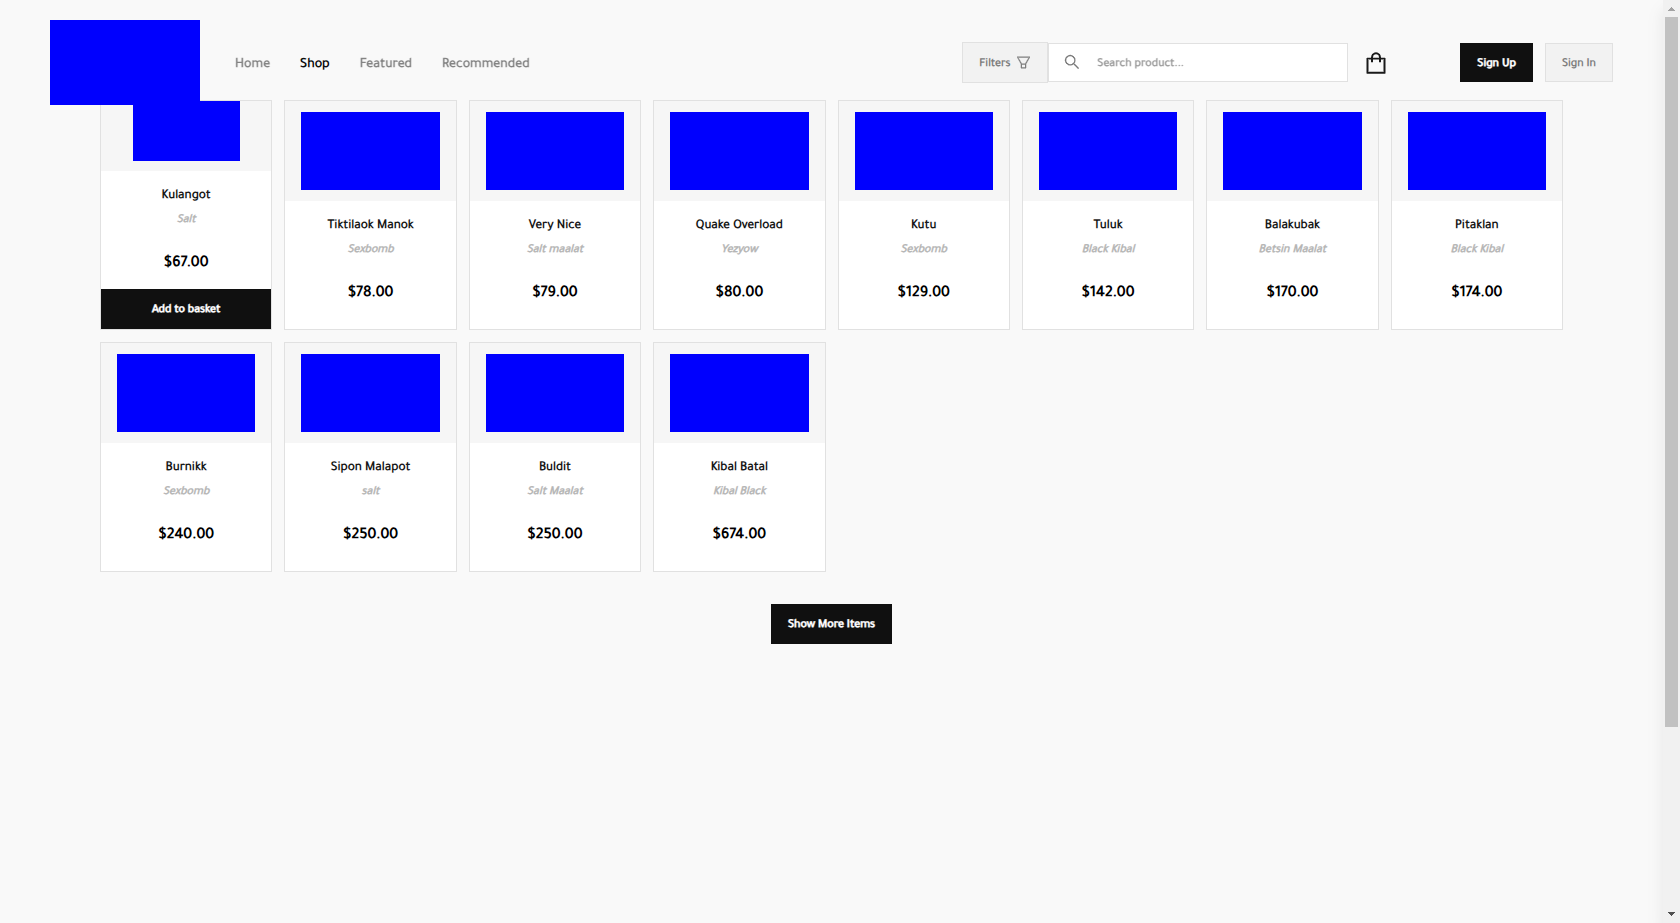 Home Shop Featured Recommended Filters Search product... Sign Up Sign In
Kulangot
Salt
$67.00
Add to basket
Tiktilaok Manok
Sexbomb
$78.00
Very Nice
Salt maalat
$79.00
Quake Overload
Yezyow
$80.00
Kutu
Sexbomb
$129.00
Tuluk
Black Kibal
$142.00
Balakubak
Betsin Maalat
$170.00
Pitaklan
Black Kibal
$174.00
Burnikk
Sexbomb
$240.00
Sipon Malapot
salt
$250.00
Buldit
Salt Maalat
$250.00
Kibal Batal
Kibal Black
$674.00
Show More Items